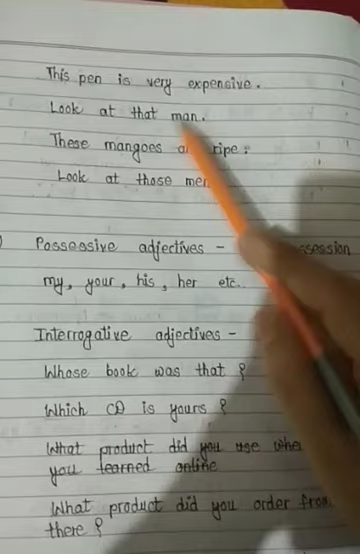 This pen is very expensive.
Look at that man.
These mangoes ripe.
Look at those
Possessive adjectives -
my, your, his, her etc.
Interrogative adjectives -
Whose book was that ?
Which CD is yours ?
What product did you use
you learned online
What product did you order
there ?